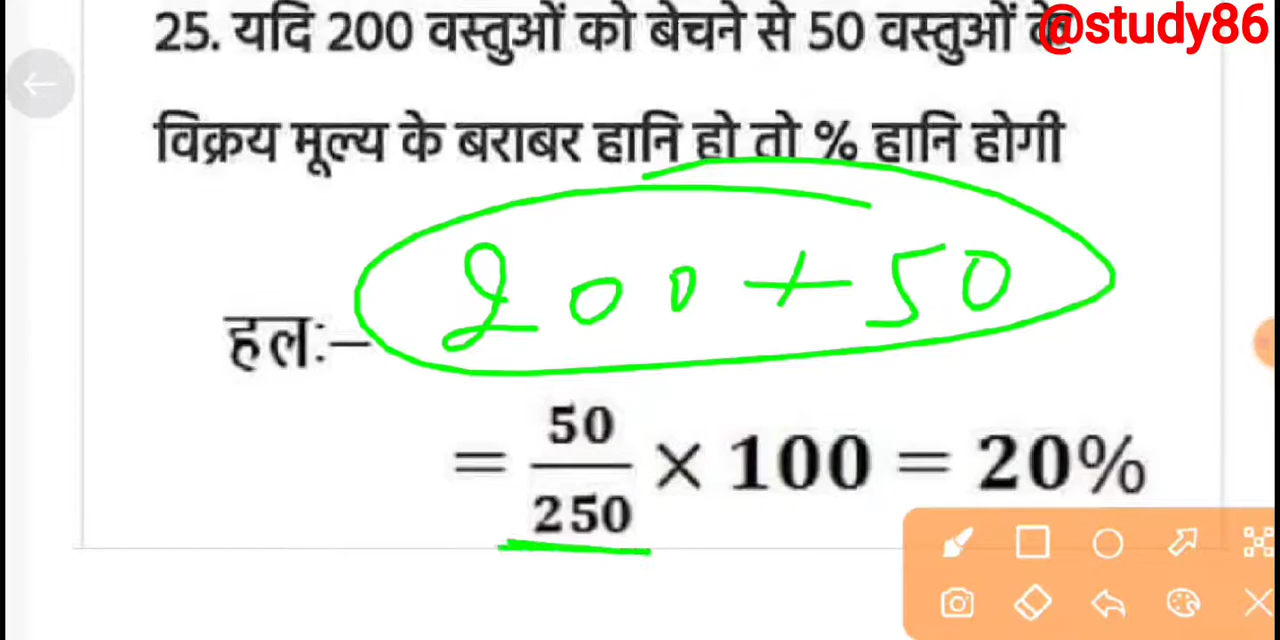 25. यदि 200 वस्तुओं को बेचने से 50 वस्तुओं के @study86
विक्रय मूल्य के बराबर हानि हो तो % हानि होगी
हल:– 200 + 50
= 50/250 × 100 = 20%